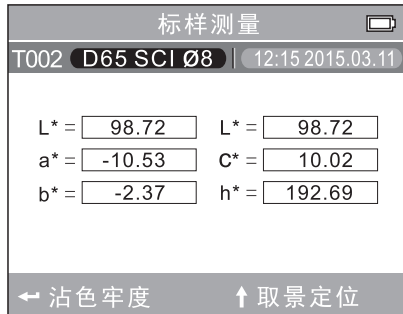 标样测量
T002 D65 SCI Ø8 12:15 2015.03.11
L* = 98.72 L* = 98.72
a* = -10.53 C* = 10.02
b* = -2.37 h* = 192.69
沾色牢度 取景定位